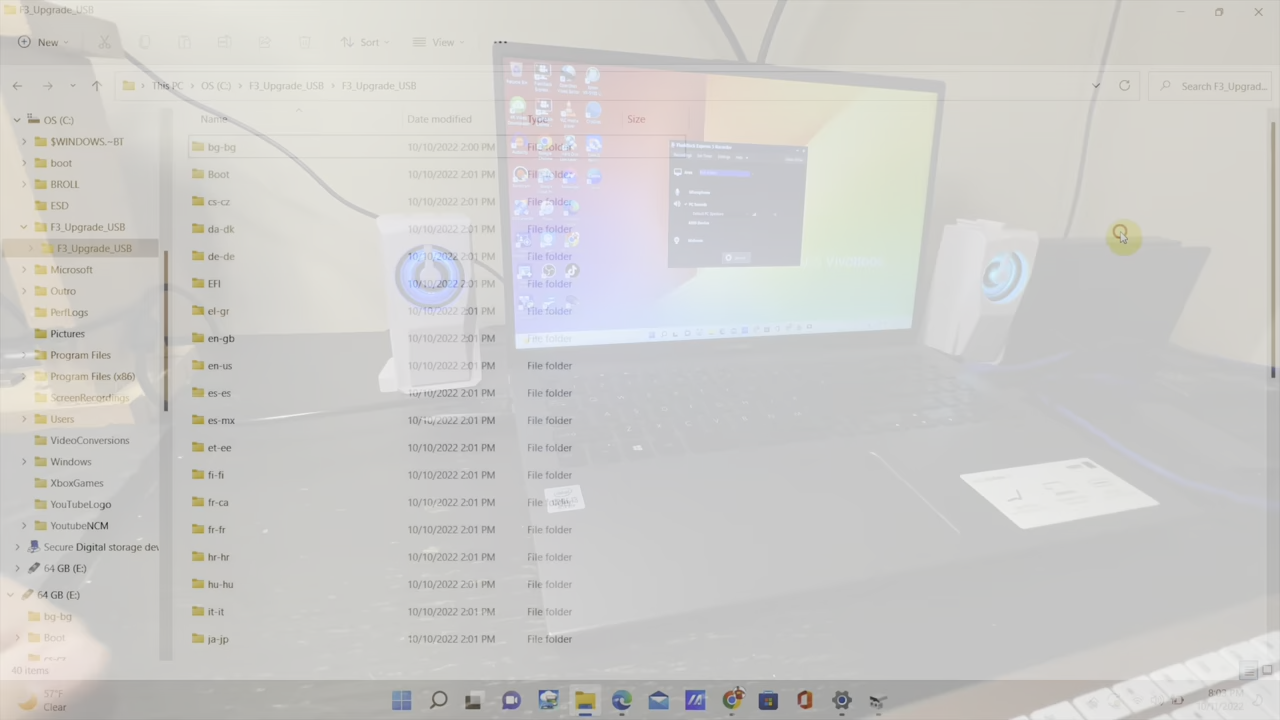 F3_Upgrade_USB
New Sort View
This PC OS (C:) F3_Upgrade_USB F3_Upgrade_USB Search F3_Upgrad...
Name Date modified Type Size
OS (C:)
$WINDOWS.~BT
boot
BROLL
ESD
F3_Upgrade_USB
F3_Upgrade_USB
Microsoft
Outro
PerfLogs
Pictures
Program Files
Program Files (x86)
ScreenRecordings
Users
VideoConversions
Windows
XboxGames
YouTubeLogo
YoutubeNCM
Secure Digital storage dev
64 GB (E:)
64 GB (E:)
bg-bg
Boot
bg-bg 10/10/2022 2:00 PM File folder
Boot 10/10/2022 2:01 PM File folder
cs-cz 10/10/2022 2:01 PM File folder
da-dk 10/10/2022 2:01 PM File folder
de-de 10/10/2022 2:01 PM File folder
EFI 10/10/2022 2:01 PM File folder
el-gr 10/10/2022 2:01 PM File folder
en-gb 10/10/2022 2:01 PM File folder
en-us 10/10/2022 2:01 PM File folder
es-es 10/10/2022 2:01 PM File folder
es-mx 10/10/2022 2:01 PM File folder
et-ee 10/10/2022 2:01 PM File folder
fi-fi 10/10/2022 2:01 PM File folder
fr-ca 10/10/2022 2:01 PM File folder
fr-fr 10/10/2022 2:01 PM File folder
hr-hr 10/10/2022 2:01 PM File folder
hu-hu 10/10/2022 2:01 PM File folder
it-it 10/10/2022 2:01 PM File folder
ja-jp 10/10/2022 2:01 PM File folder
40 items
57°F
Clear